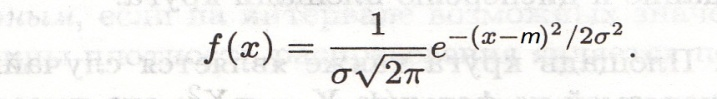 f(x) = \frac{1}{\sigma\sqrt{2\pi}} e^{-(x-m)^2/2\sigma^2}.